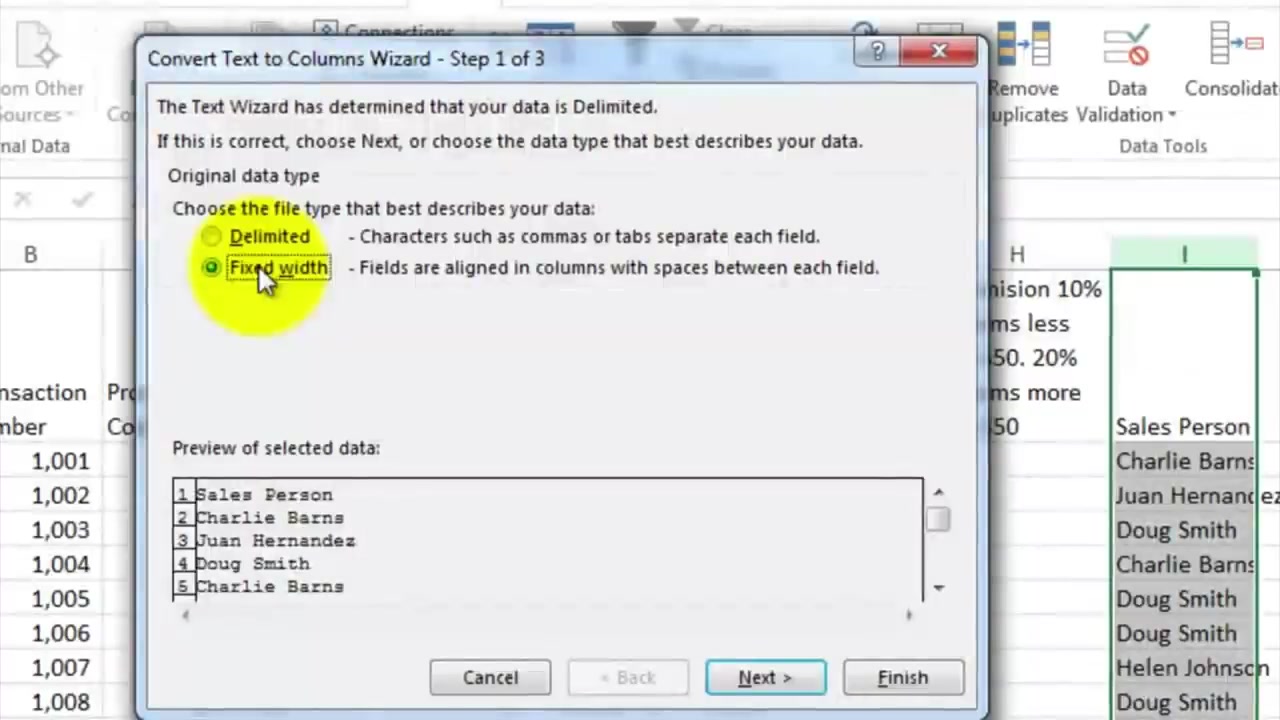 Connections
Clear
om Other
Sources
Co
nal Data
Remove
uplicates
Data
Validation
Consolidat
Data Tools
Convert Text to Columns Wizard - Step 1 of 3
?
The Text Wizard has determined that your data is Delimited.
If this is correct, choose Next, or choose the data type that best describes your data.
Original data type
Choose the file type that best describes your data:
Delimited - Characters such as commas or tabs separate each field.
Fixed width - Fields are aligned in columns with spaces between each field.
Preview of selected data:
1 Sales Person
2 Charlie Barns
3 Juan Hernandez
4 Doug Smith
5 Charlie Barns
Cancel < Back Next > Finish
B H I
nsaction
mber
Pro
Co
mision 10%
ms less
50. 20%
ms more
50
Sales Person
1,001 Charlie Barns
1,002 Juan Hernandez
1,003 Doug Smith
1,004 Charlie Barns
1,005 Doug Smith
1,006 Doug Smith
1,007 Helen Johnson
1,008 Doug Smith